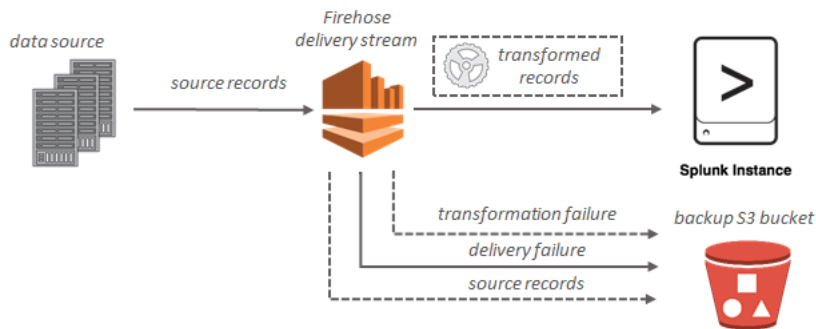 Firehose
delivery stream
data source
source records
transformed
records
>
Splunk Instance
transformation failure
backup S3 bucket
delivery failure
source records